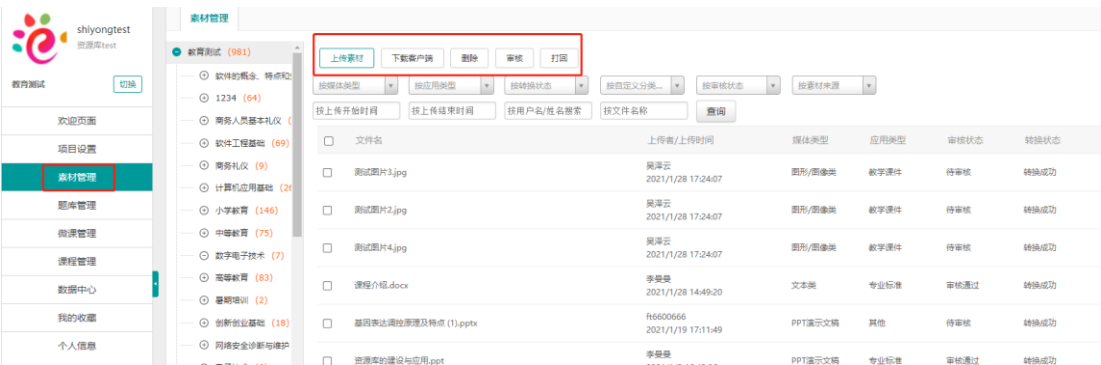 shiyongtest
资源库test
教育测试
切换
欢迎页面
项目设置
素材管理
题库管理
微课管理
课程管理
数据中心
我的收藏
个人信息
素材管理
教育测试 (981)
软件的概念、特点和
1234 (64)
商务人员基本礼仪 (
软件工程基础 (69)
商务礼仪 (9)
计算机应用基础 (26
小学教育 (146)
中等教育 (75)
数字电子技术 (7)
高等教育 (83)
暑期培训 (2)
创新创业基础 (18)
网络安全诊断与维护
上传素材 下载客户端 删除 审核 打回
按媒体类型 按应用类型 按转换状态 按自定义分类... 按审核状态 按素材来源
按上传开始时间 按上传结束时间 按用户名/姓名搜索 按文件名称 查询
文件名 上传者/上传时间 媒体类型 应用类型 审核状态 转换状态
测试图片3.jpg 吴泽云 2021/1/28 17:24:07 图形/图像类 教学课件 待审核 转换成功
测试图片2.jpg 吴泽云 2021/1/28 17:24:07 图形/图像类 教学课件 待审核 转换成功
测试图片4.jpg 吴泽云 2021/1/28 17:24:07 图形/图像类 教学课件 待审核 转换成功
课程介绍.docx 李曼曼 2021/1/28 14:49:20 文本类 专业标准 审核通过 转换成功
基因表达调控原理及特点 (1).pptx ft6600666 2021/1/19 17:11:49 PPT演示文稿 其他 待审核 转换成功
资源库的建设与应用.ppt 李曼曼 PPT演示文稿 专业标准 审核通过 转换成功